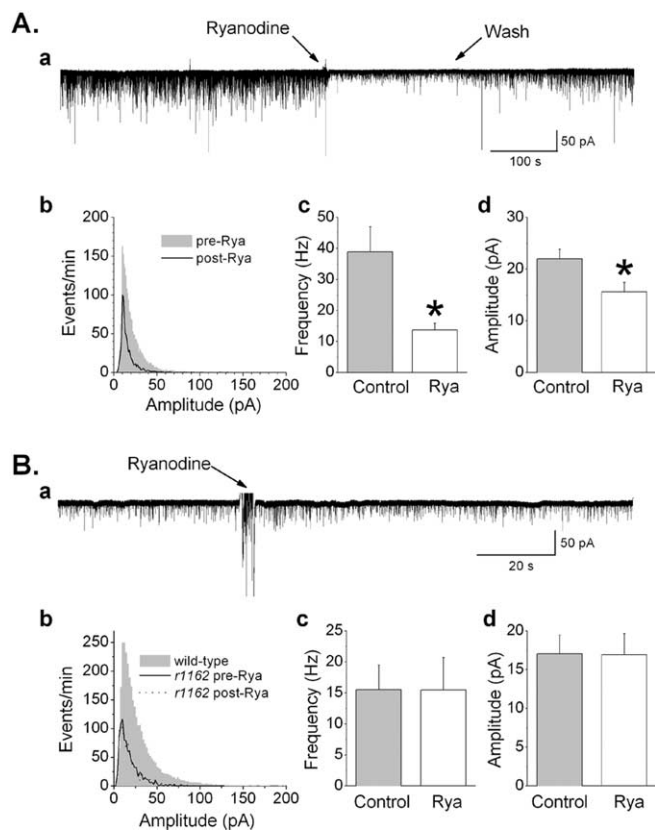 A.
Ryanodine
Wash
a
50 pA
100 s
b
200
150
100
50
0
Events/min
pre-Rya
post-Rya
0 50 100 150 200
Amplitude (pA)
c
50
40
30
20
10
0
Frequency (Hz)
*
Control Rya
d
30
20
10
0
Amplitude (pA)
*
Control Rya
B.
Ryanodine
a
50 pA
20 s
b
250
200
150
100
50
0
Events/min
wild-type
r1162 pre-Rya
r1162 post-Rya
0 50 100 150 200
Amplitude (pA)
c
25
20
15
10
5
0
Frequency (Hz)
Control Rya
d
20
15
10
5
0
Amplitude (pA)
Control Rya